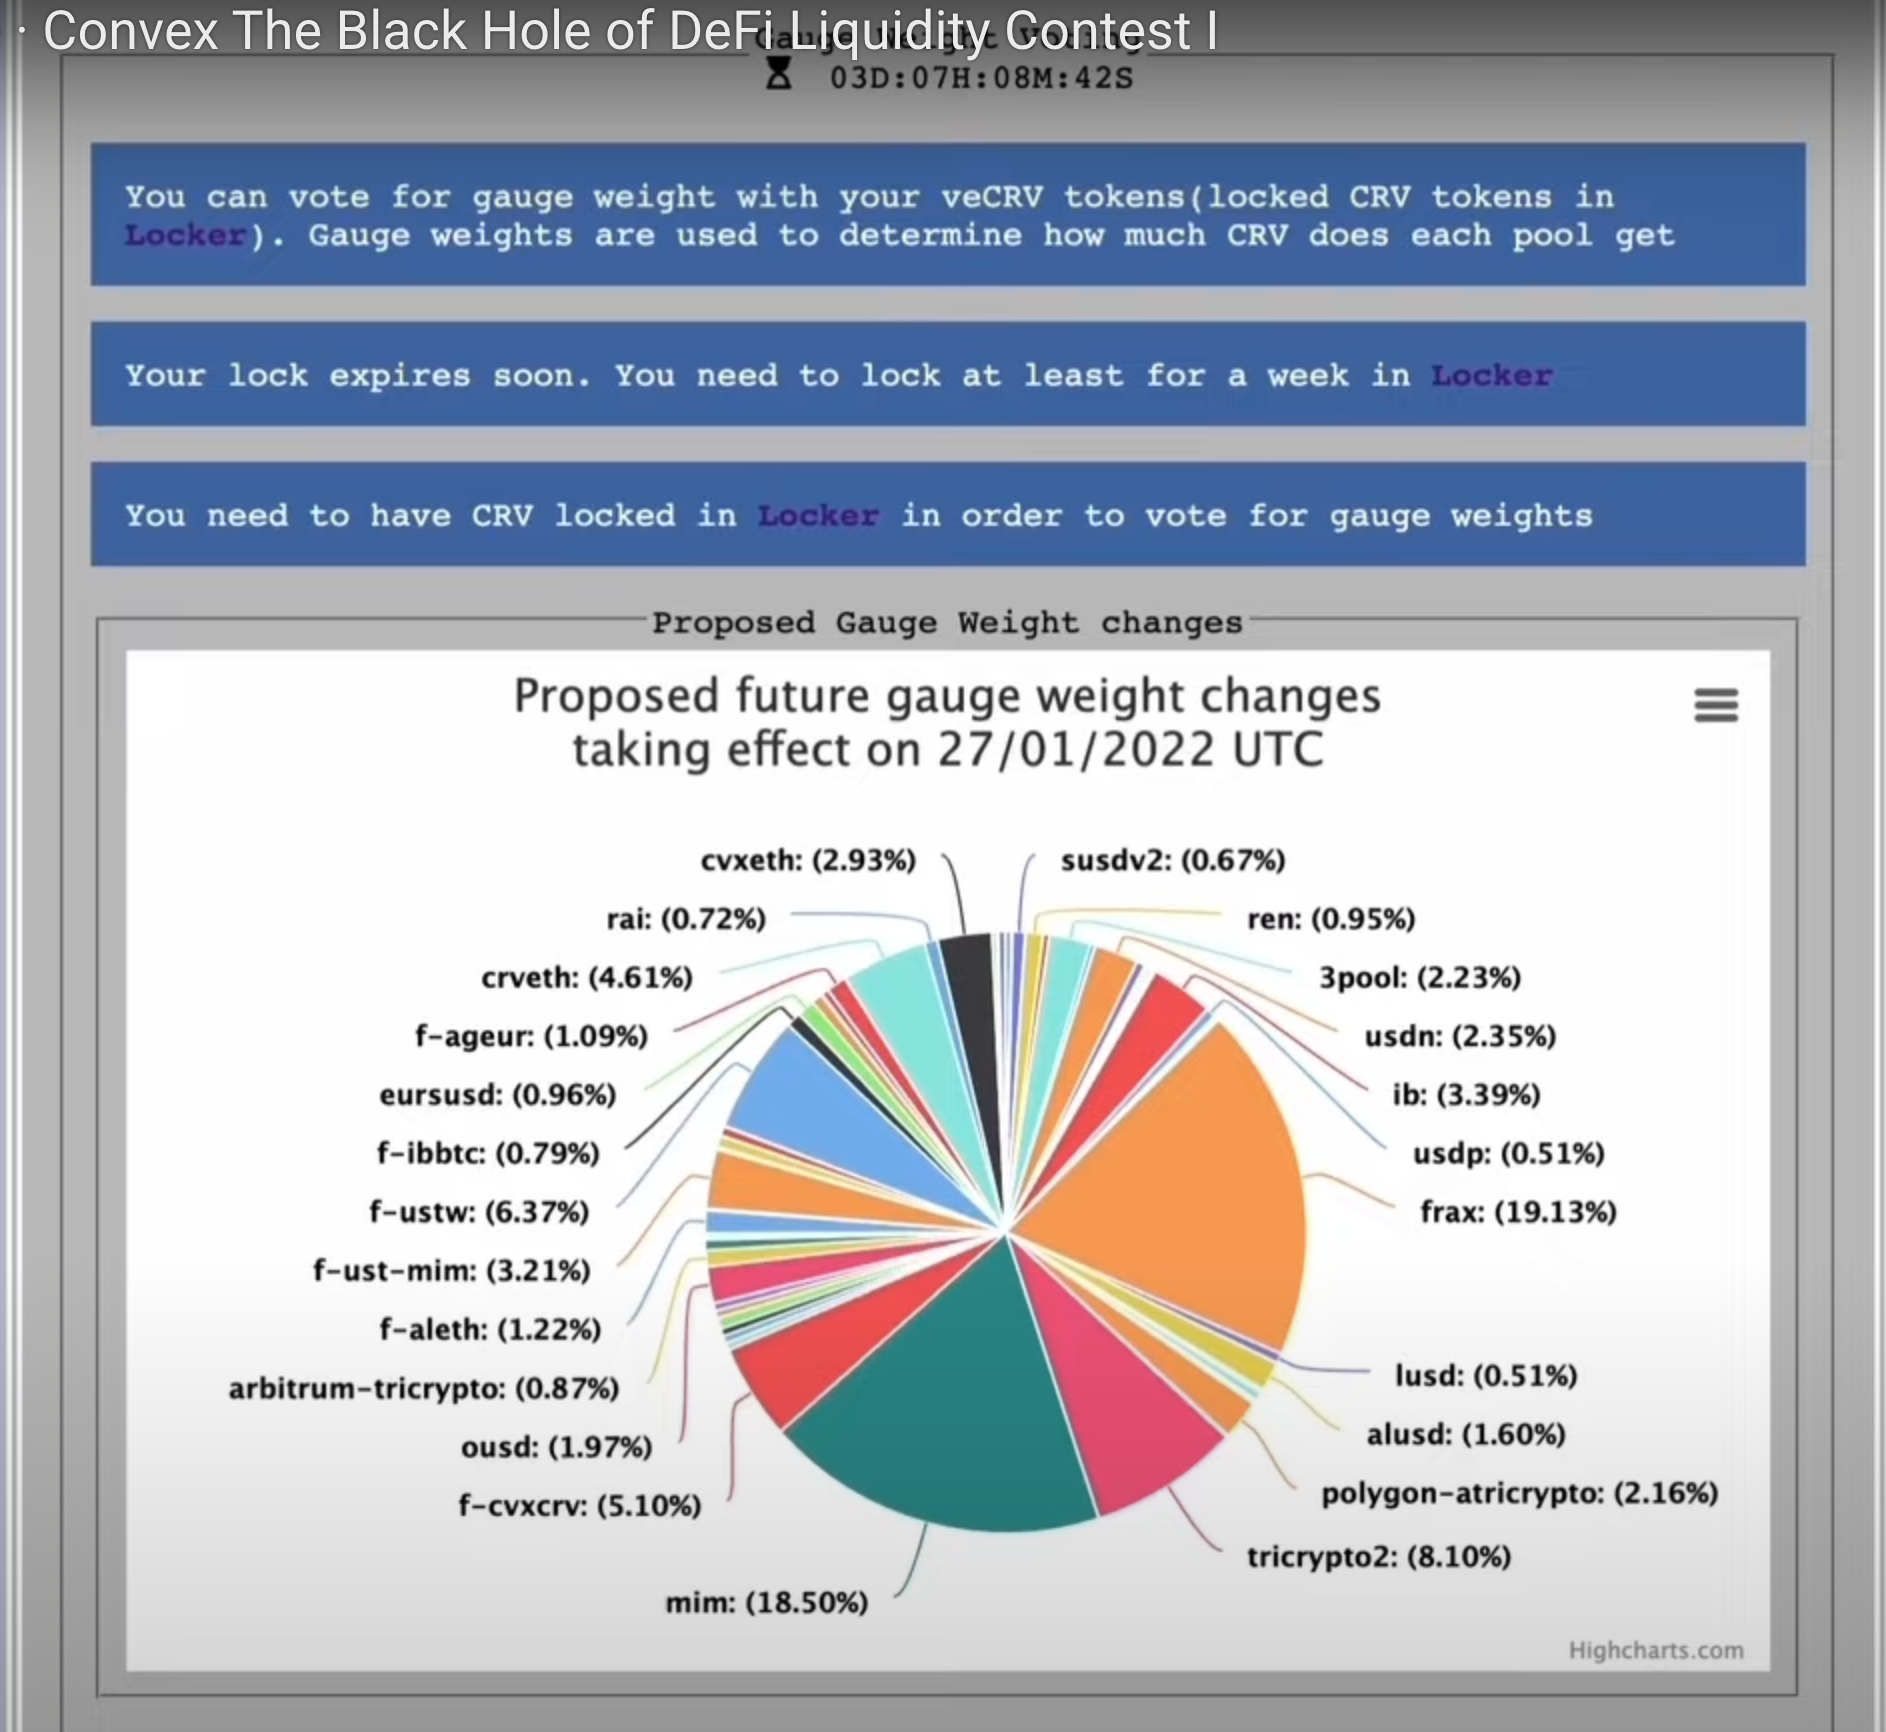 · Convex The Black Hole of DeFi Liquidity Contest I
Gauge Weight Voting
03D:07H:08M:42S
You can vote for gauge weight with your veCRV tokens(locked CRV tokens in
Locker). Gauge weights are used to determine how much CRV does each pool get
Your lock expires soon. You need to lock at least for a week in Locker
You need to have CRV locked in Locker in order to vote for gauge weights
Proposed Gauge Weight changes
Proposed future gauge weight changes
taking effect on 27/01/2022 UTC
cvxeth: (2.93%)
susdv2: (0.67%)
rai: (0.72%)
ren: (0.95%)
crveth: (4.61%)
3pool: (2.23%)
f-ageur: (1.09%)
usdn: (2.35%)
eursusd: (0.96%)
ib: (3.39%)
f-ibbtc: (0.79%)
usdp: (0.51%)
f-ustw: (6.37%)
frax: (19.13%)
f-ust-mim: (3.21%)
f-aleth: (1.22%)
lusd: (0.51%)
arbitrum-tricrypto: (0.87%)
alusd: (1.60%)
ousd: (1.97%)
polygon-atricrypto: (2.16%)
f-cvxcrv: (5.10%)
tricrypto2: (8.10%)
mim: (18.50%)
Highcharts.com